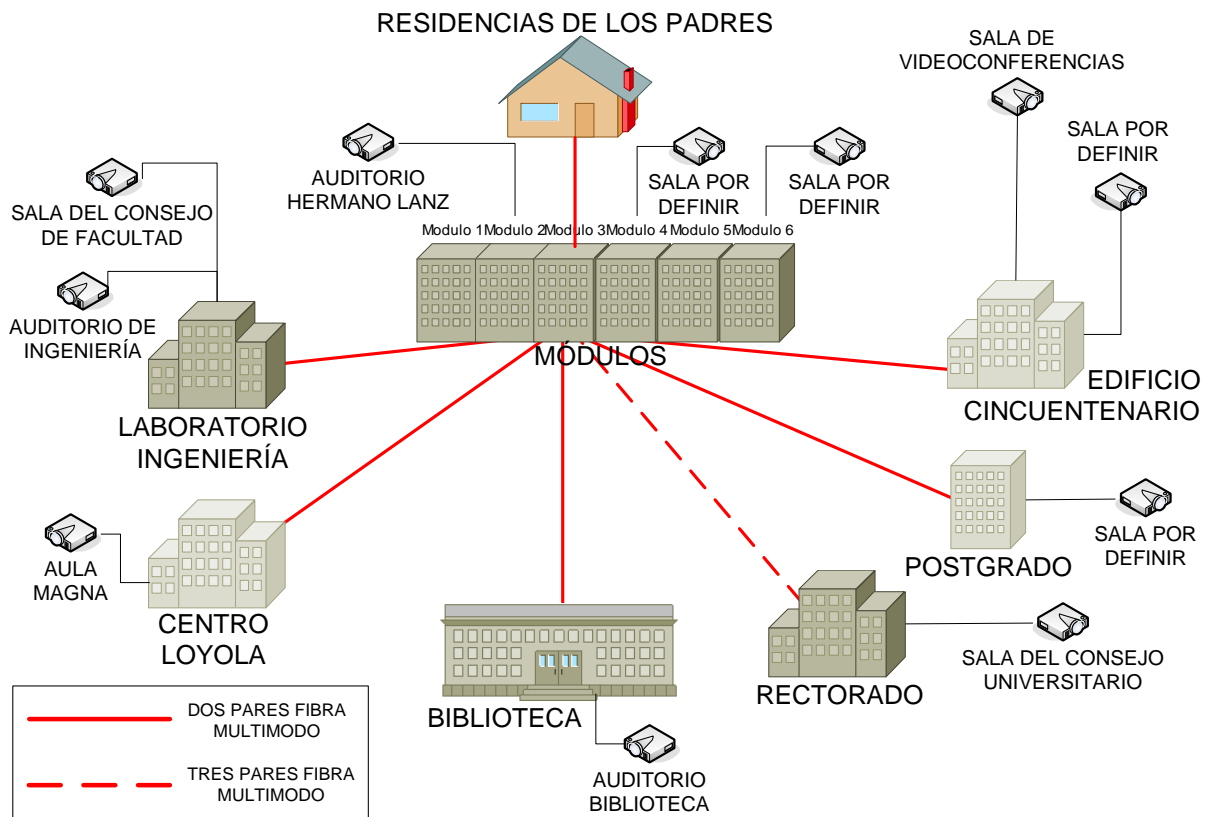 RESIDENCIAS DE LOS PADRES
SALA DE
VIDEOCONFERENCIAS
SALA POR
DEFINIR
AUDITORIO
HERMANO LANZ
SALA POR
DEFINIR
SALA POR
DEFINIR
SALA DEL CONSEJO
DE FACULTAD
Modulo 1 Modulo 2 Modulo 3 Modulo 4 Modulo 5 Modulo 6
AUDITORIO DE
INGENIERÍA
MÓDULOS
EDIFICIO
CINCUENTENARIO
LABORATORIO
INGENIERÍA
AULA
MAGNA
CENTRO
LOYOLA
POSTGRADO
SALA POR
DEFINIR
BIBLIOTECA
AUDITORIO
BIBLIOTECA
RECTORADO
SALA DEL CONSEJO
UNIVERSITARIO
DOS PARES FIBRA
MULTIMODO
TRES PARES FIBRA
MULTIMODO